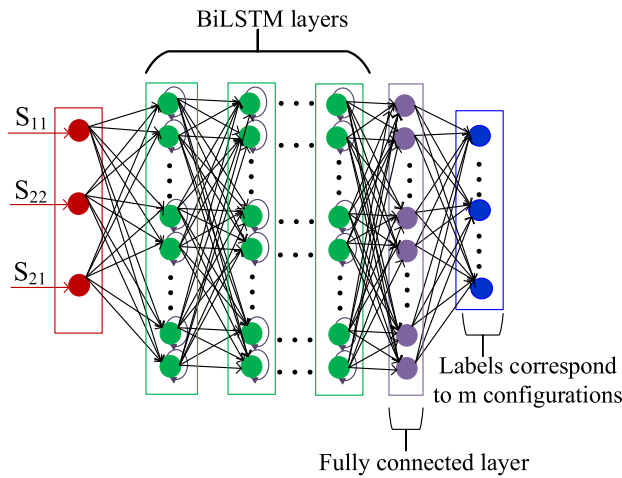 BiLSTM layers
S11
S22
S21
Labels correspond
to m configurations
Fully connected layer